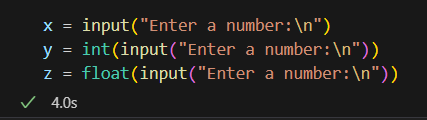 x = input("Enter a number:\n")
y = int(input("Enter a number:\n"))
z = float(input("Enter a number:\n"))
4.0s